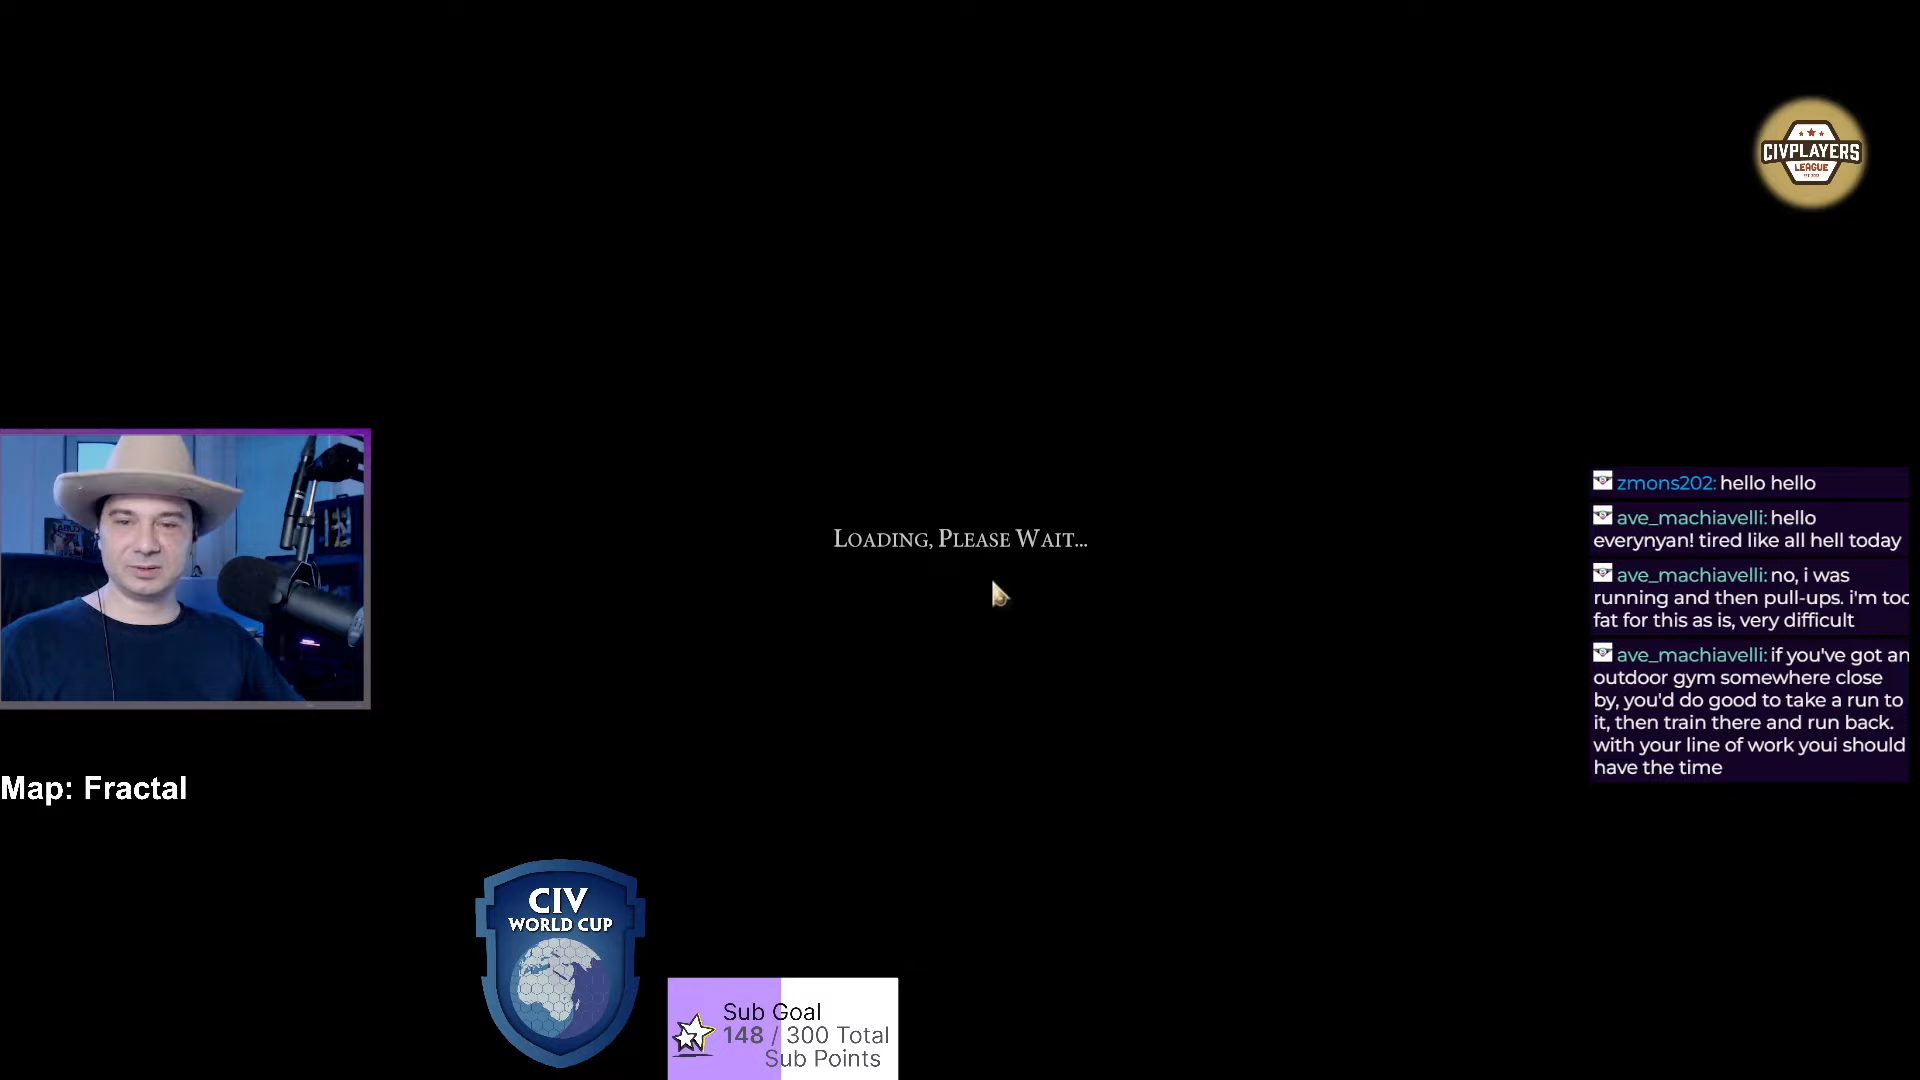 CIVPLAYERS
LEAGUE
LOADING, PLEASE WAIT...
zmons202: hello hello
ave_machiavelli: hello
everynyan! tired like all hell today
ave_machiavelli: no, i was
running and then pull-ups. i'm too
fat for this as is, very difficult
ave_machiavelli: if you've got an
outdoor gym somewhere close
by, you'd do good to take a run to
it, then train there and run back.
with your line of work youi should
have the time
Map: Fractal
CIV
WORLD CUP
Sub Goal
148 / 300 Total
Sub Points